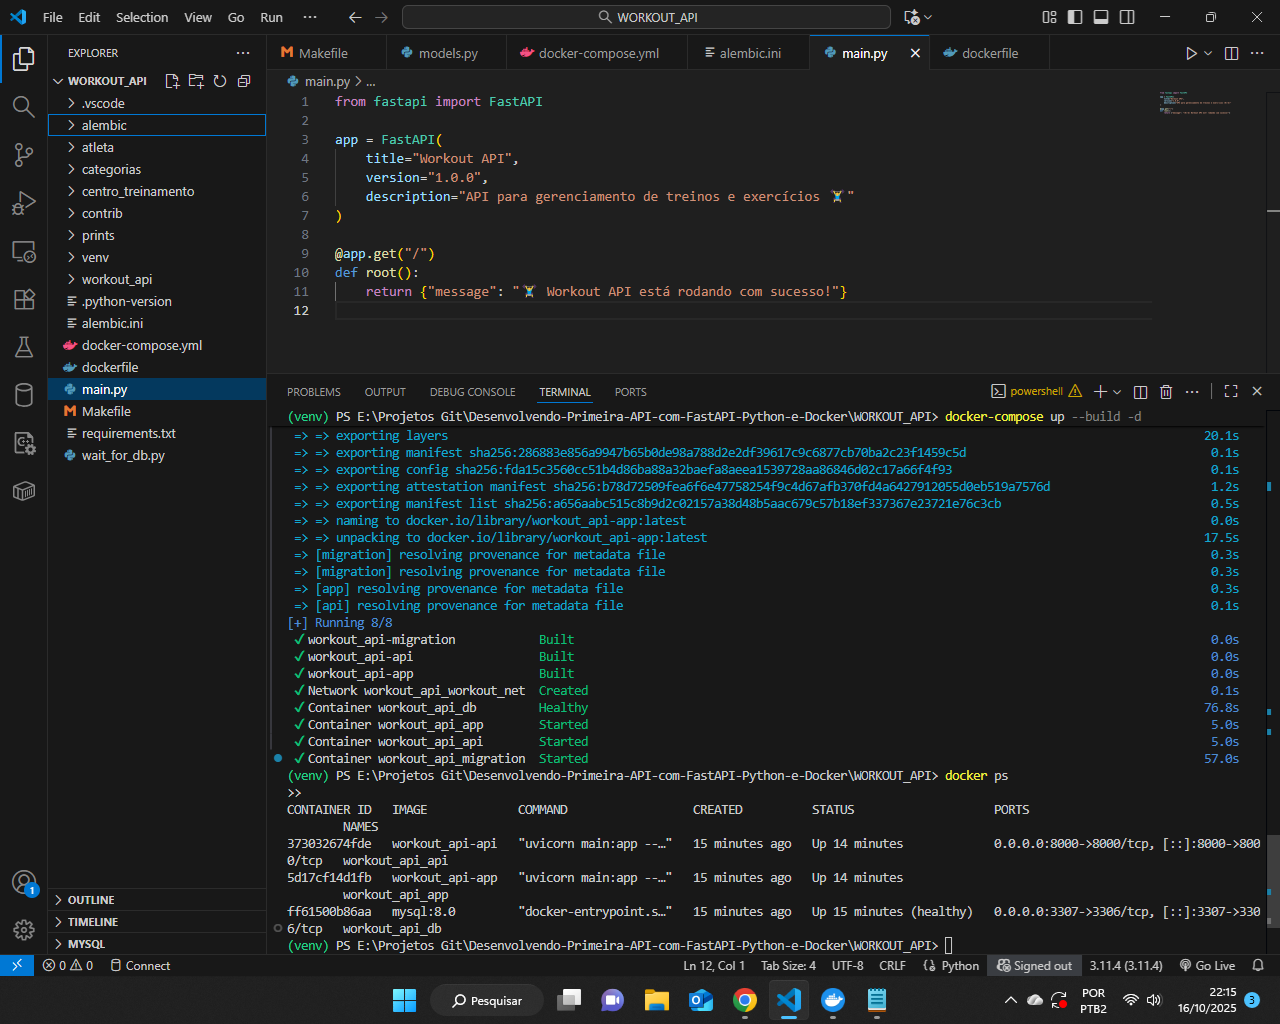 File Edit Selection View Go Run ··· WORKOUT_API
EXPLORER ···
WORKOUT_API
.vscode
alembic
atleta
categorias
centro_treinamento
contrib
prints
venv
workout_api
.python-version
alembic.ini
docker-compose.yml
dockerfile
main.py
Makefile
requirements.txt
wait_for_db.py
OUTLINE
TIMELINE
MYSQL
1
Makefile models.py docker-compose.yml alembic.ini main.py dockerfile
main.py > ...
1 from fastapi import FastAPI
2
3 app = FastAPI(
4 title="Workout API",
5 version="1.0.0",
6 description="API para gerenciamento de treinos e exercícios 🏋️"
7 )
8
9 @app.get("/")
10 def root():
11 return {"message": "🏋️ Workout API está rodando com sucesso!"}
12
PROBLEMS OUTPUT DEBUG CONSOLE TERMINAL PORTS powershell
(venv) PS E:\Projetos Git\Desenvolvendo-Primeira-API-com-FastAPI-Python-e-Docker\WORKOUT_API> docker-compose up --build -d
=> => exporting layers 20.1s
=> => exporting manifest sha256:286883e856a9947b65b0de98a788d2e2df39617c9c6877cb70ba2c23f1459c5d 0.1s
=> => exporting config sha256:fda15c3560cc51b4d86ba88a32baefa8aeea1539728aa86846d02c17a66f4f93 0.1s
=> => exporting attestation manifest sha256:b78d72509fea6f6e47758254f9c4d67afb370fd4a6427912055d0eb519a7576d 1.2s
=> => exporting manifest list sha256:a656aabc515c8b9d2c02157a38d48b5aac679c57b18ef337367e23721e76c3cb 0.5s
=> => naming to docker.io/library/workout_api-app:latest 0.0s
=> => unpacking to docker.io/library/workout_api-app:latest 17.5s
=> [migration] resolving provenance for metadata file 0.3s
=> [migration] resolving provenance for metadata file 0.3s
=> [app] resolving provenance for metadata file 0.3s
=> [api] resolving provenance for metadata file 0.1s
[+] Running 8/8
✓ workout_api-migration Built 0.0s
✓ workout_api-api Built 0.0s
✓ workout_api-app Built 0.0s
✓ Network workout_api_workout_net Created 0.1s
✓ Container workout_api_db Healthy 76.8s
✓ Container workout_api_app Started 5.0s
✓ Container workout_api_api Started 5.0s
✓ Container workout_api_migration Started 57.0s
(venv) PS E:\Projetos Git\Desenvolvendo-Primeira-API-com-FastAPI-Python-e-Docker\WORKOUT_API> docker ps
>>
CONTAINER ID IMAGE COMMAND CREATED STATUS PORTS
NAMES
373032674fde workout_api-api "uvicorn main:app --…" 15 minutes ago Up 14 minutes 0.0.0.0:8000->8000/tcp, [::]:8000->800
0/tcp workout_api_api
5d17cf14d1fb workout_api-app "uvicorn main:app --…" 15 minutes ago Up 14 minutes
workout_api_app
ff61500b86aa mysql:8.0 "docker-entrypoint.s…" 15 minutes ago Up 15 minutes (healthy) 0.0.0.0:3307->3306/tcp, [::]:3307->330
6/tcp workout_api_db
(venv) PS E:\Projetos Git\Desenvolvendo-Primeira-API-com-FastAPI-Python-e-Docker\WORKOUT_API>
0 0 Connect Ln 12, Col 1 Tab Size: 4 UTF-8 CRLF {} Python Signed out 3.11.4 (3.11.4) Go Live
Pesquisar
POR
PTB2
22:15
16/10/2025
3